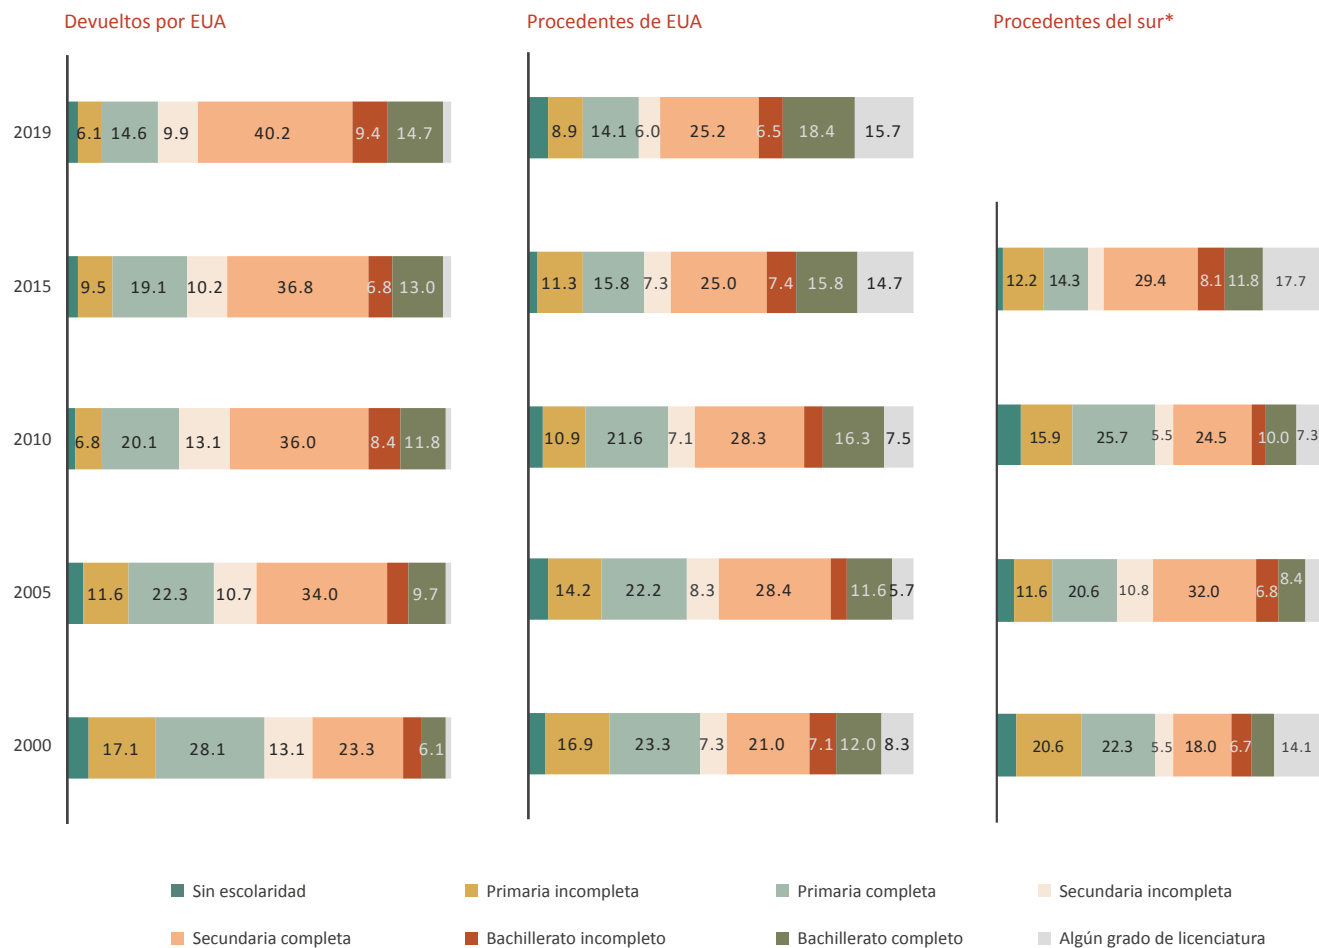 Devueltos por EUA
Procedentes de EUA
Procedentes del sur*
2019
6.1 14.6 9.9 40.2 9.4 14.7
8.9 14.1 6.0 25.2 6.5 18.4 15.7
2015
9.5 19.1 10.2 36.8 6.8 13.0
11.3 15.8 7.3 25.0 7.4 15.8 14.7
12.2 14.3 29.4 8.1 11.8 17.7
2010
6.8 20.1 13.1 36.0 8.4 11.8
10.9 21.6 7.1 28.3 16.3 7.5
15.9 25.7 5.5 24.5 10.0 7.3
2005
11.6 22.3 10.7 34.0 9.7
14.2 22.2 8.3 28.4 11.6 5.7
11.6 20.6 10.8 32.0 6.8 8.4
2000
17.1 28.1 13.1 23.3 6.1
16.9 23.3 7.3 21.0 7.1 12.0 8.3
20.6 22.3 5.5 18.0 6.7 14.1
Sin escolaridad
Primaria incompleta
Primaria completa
Secundaria incompleta
Secundaria completa
Bachillerato incompleto
Bachillerato completo
Algún grado de licenciatura